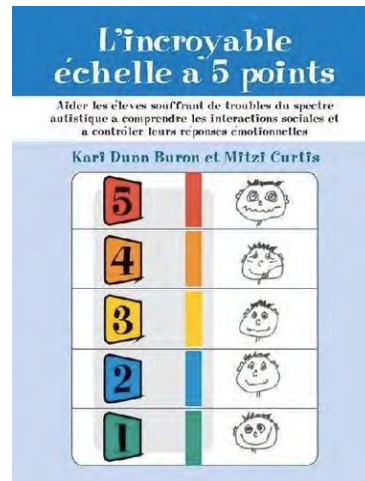 L'incroyable
échelle a 5 points
Aider les éleves souffrant de troubles du spectre
autistique a comprendre les interactions sociales et
a contrôler leurs réponses émotionnelles
Kari Dunn Buron et Mitzi Curtis
5
4
3
2
1